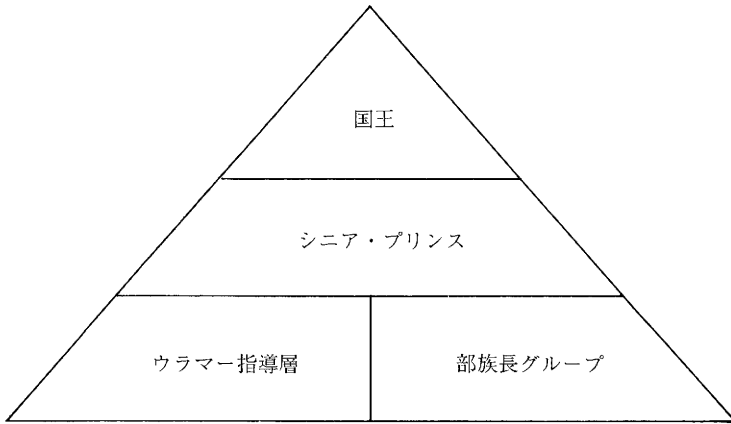 国王
シニア・プリンス
ウラマー指導層
部族長グループ